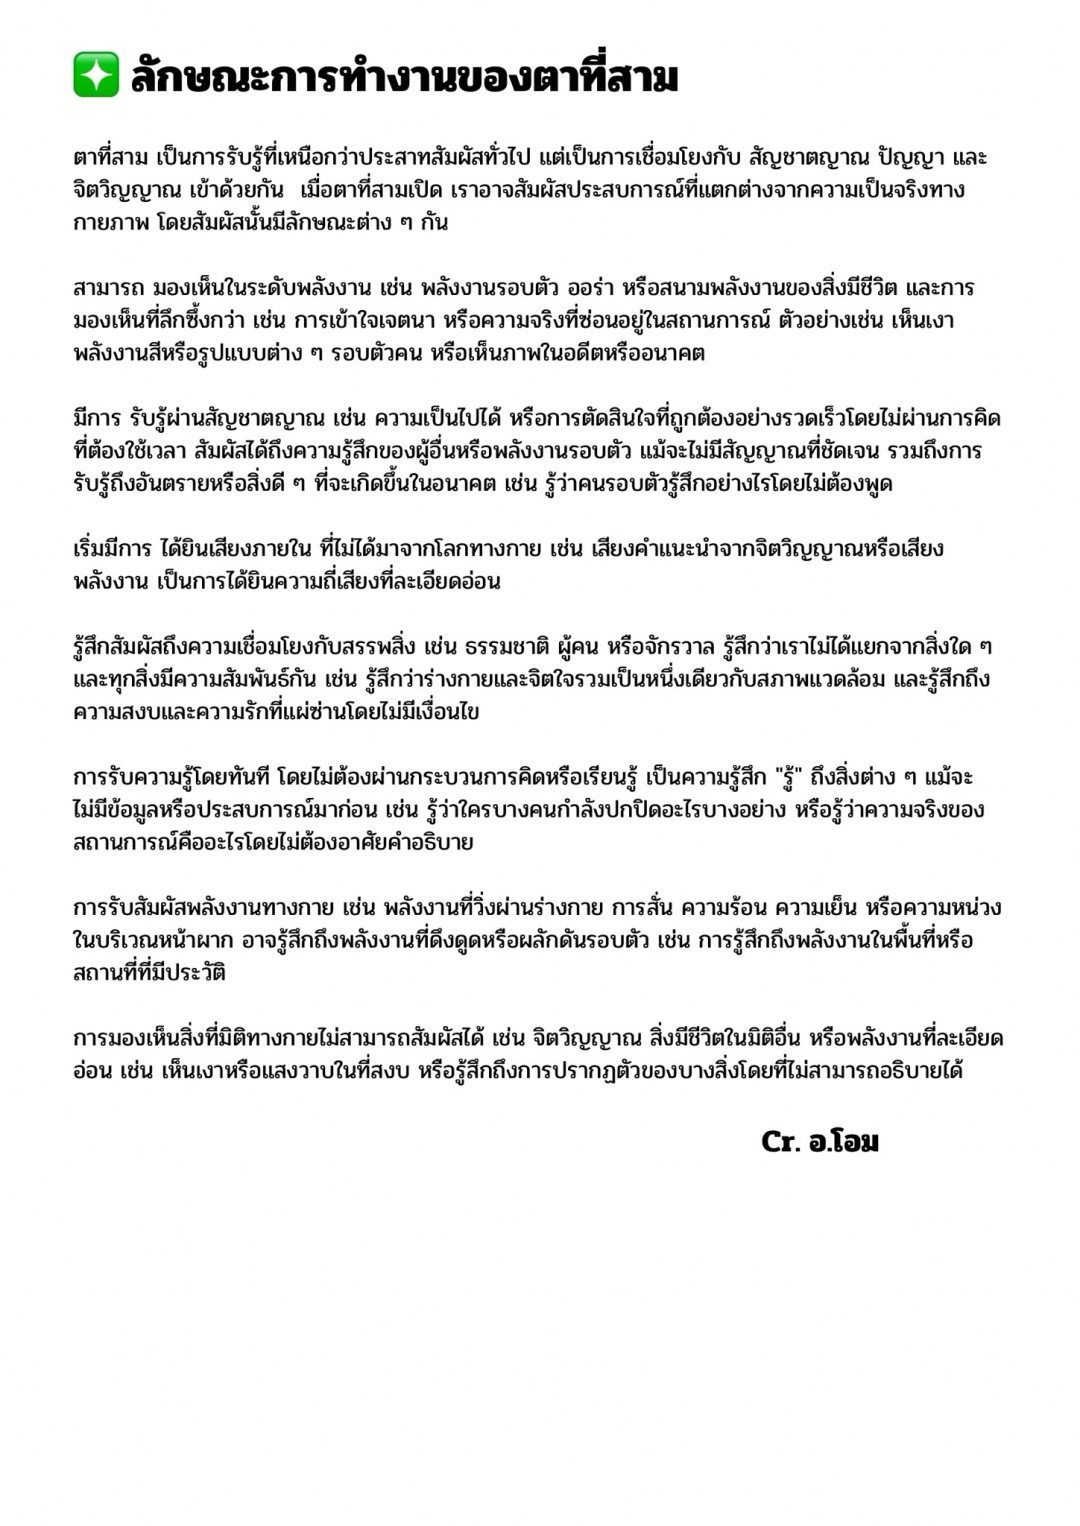 ลักษณะการทำงานของตาที่สาม
ตาที่สาม เป็นการรับรู้ที่เหนือกว่าประสาทสัมผัสทั่วไป แต่เป็นการเชื่อมโยงกับ สัญชาตญาณ ปัญญา และ
จิตวิญญาณ เข้าด้วยกัน เมื่อตาที่สามเปิด เราอาจสัมผัสประสบการณ์ที่แตกต่างจากความเป็นจริงทาง
กายภาพ โดยสัมผัสนั้นมีลักษณะต่าง ๆ กัน
สามารถ มองเห็นในระดับพลังงาน เช่น พลังงานรอบตัว ออร่า หรือสนามพลังงานของสิ่งมีชีวิต และการ
มองเห็นที่ลึกซึ้งกว่า เช่น การเข้าใจเจตนา หรือความจริงที่ซ่อนอยู่ในสถานการณ์ ตัวอย่างเช่น เห็นเงา
พลังงานสีหรือรูปแบบต่าง ๆ รอบตัวคน หรือเห็นภาพในอดีตหรืออนาคต
มีการ รับรู้ผ่านสัญชาตญาณ เช่น ความเป็นไปได้ หรือการตัดสินใจที่ถูกต้องอย่างรวดเร็วโดยไม่ผ่านการคิด
ที่ต้องใช้เวลา สัมผัสได้ถึงความรู้สึกของผู้อื่นหรือพลังงานรอบตัว แม้จะไม่มีสัญญาณที่ชัดเจน รวมถึงการ
รับรู้ถึงอันตรายหรือสิ่งดี ๆ ที่จะเกิดขึ้นในอนาคต เช่น รู้ว่าคนรอบตัวรู้สึกอย่างไรโดยไม่ต้องพูด
เริ่มมีการ ได้ยินเสียงภายใน ที่ไม่ได้มาจากโลกทางกาย เช่น เสียงคำแนะนำจากจิตวิญญาณหรือเสียง
พลังงาน เป็นการได้ยินความถี่เสียงที่ละเอียดอ่อน
รู้สึกสัมผัสถึงความเชื่อมโยงกับสรรพสิ่ง เช่น ธรรมชาติ ผู้คน หรือจักรวาล รู้สึกว่าเราไม่ได้แยกจากสิ่งใด ๆ
และทุกสิ่งมีความสัมพันธ์กัน เช่น รู้สึกว่าร่างกายและจิตใจรวมเป็นหนึ่งเดียวกับสภาพแวดล้อม และรู้สึกถึง
ความสงบและความรักที่แผ่ซ่านโดยไม่มีเงื่อนไข
การรับความรู้โดยทันที โดยไม่ต้องผ่านกระบวนการคิดหรือเรียนรู้ เป็นความรู้สึก "รู้" ถึงสิ่งต่าง ๆ แม้จะ
ไม่มีข้อมูลหรือประสบการณ์มาก่อน เช่น รู้ว่าใครบางคนกำลังปกปิดอะไรบางอย่าง หรือรู้ว่าความจริงของ
สถานการณ์คืออะไรโดยไม่ต้องอาศัยคำอธิบาย
การรับสัมผัสพลังงานทางกาย เช่น พลังงานที่วิ่งผ่านร่างกาย การสั่น ความร้อน ความเย็น หรือความหน่วง
ในบริเวณหน้าผาก อาจรู้สึกถึงพลังงานที่ดึงดูดหรือผลักดันรอบตัว เช่น การรู้สึกถึงพลังงานในพื้นที่หรือ
สถานที่ที่มีประวัติ
การมองเห็นสิ่งที่มิติทางกายไม่สามารถสัมผัสได้ เช่น จิตวิญญาณ สิ่งมีชีวิตในมิติอื่น หรือพลังงานที่ละเอียด
อ่อน เช่น เห็นเงาหรือแสงวาบในที่สงบ หรือรู้สึกถึงการปรากฏตัวของบางสิ่งโดยที่ไม่สามารถอธิบายได้
Cr. อ.โอม